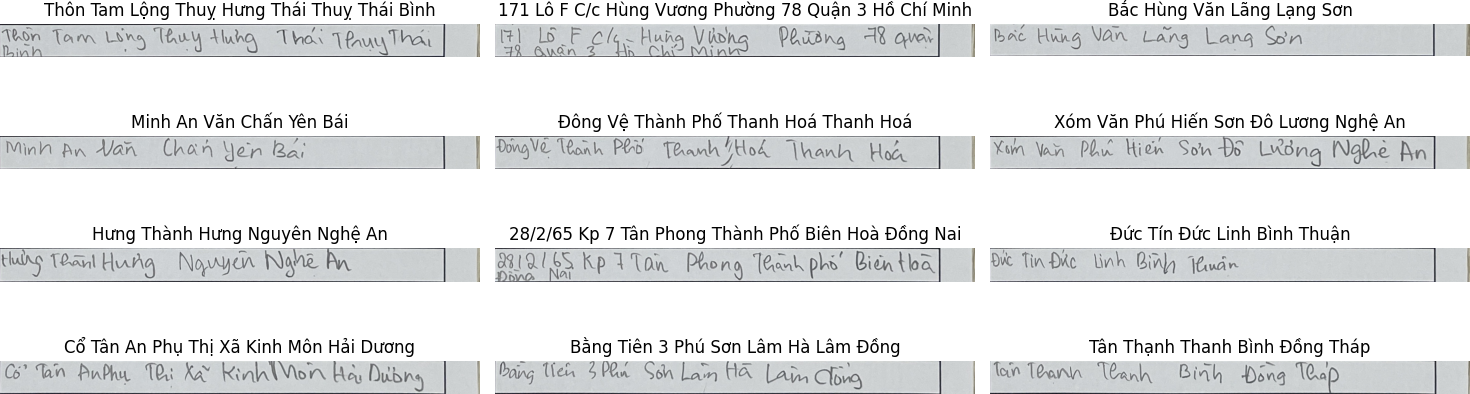 Thôn Tam Lộng Thuỵ Hưng Thái Thuỵ Thái Bình
171 Lô F C/c Hùng Vương Phường 78 Quận 3 Hồ Chí Minh
Bắc Hùng Văn Lãng Lạng Sơn
Thôn Tam Lộng Thuỵ Hưng Thái Thuỵ Thái
Bình
171 Lô F C/c Hùng Vương Phường 78 Quận
78 Quận 3 Hồ Chí Minh
Bắc Hùng Văn Lãng Lạng Sơn
Minh An Văn Chấn Yên Bái
Đông Vệ Thành Phố Thanh Hoá Thanh Hoá
Xóm Văn Phú Hiến Sơn Đô Lương Nghệ An
Minh An Văn Chấn Yên Bái
Đông Vệ Thành Phố Thanh Hoá Thanh Hoá
Xóm Văn Phú Hiến Sơn Đô Lương Nghệ An
Hưng Thành Hưng Nguyên Nghệ An
28/2/65 Kp 7 Tân Phong Thành Phố Biên Hoà Đồng Nai
Đức Tín Đức Linh Bình Thuận
Hưng Thành Hưng Nguyên Nghệ An
28/2/65 Kp 7 Tân Phong Thành phố Biên Hoà
Đồng Nai
Đức Tín Đức Linh Bình Thuận
Cổ Tân An Phụ Thị Xã Kinh Môn Hải Dương
Bằng Tiên 3 Phú Sơn Lâm Hà Lâm Đồng
Tân Thạnh Thanh Bình Đồng Tháp
Cổ Tân An Phụ Thị Xã Kinh Môn Hải Dương
Bằng Tiên 3 Phú Sơn Lâm Hà Lâm Đồng
Tân Thạnh Thanh Bình Đồng Tháp